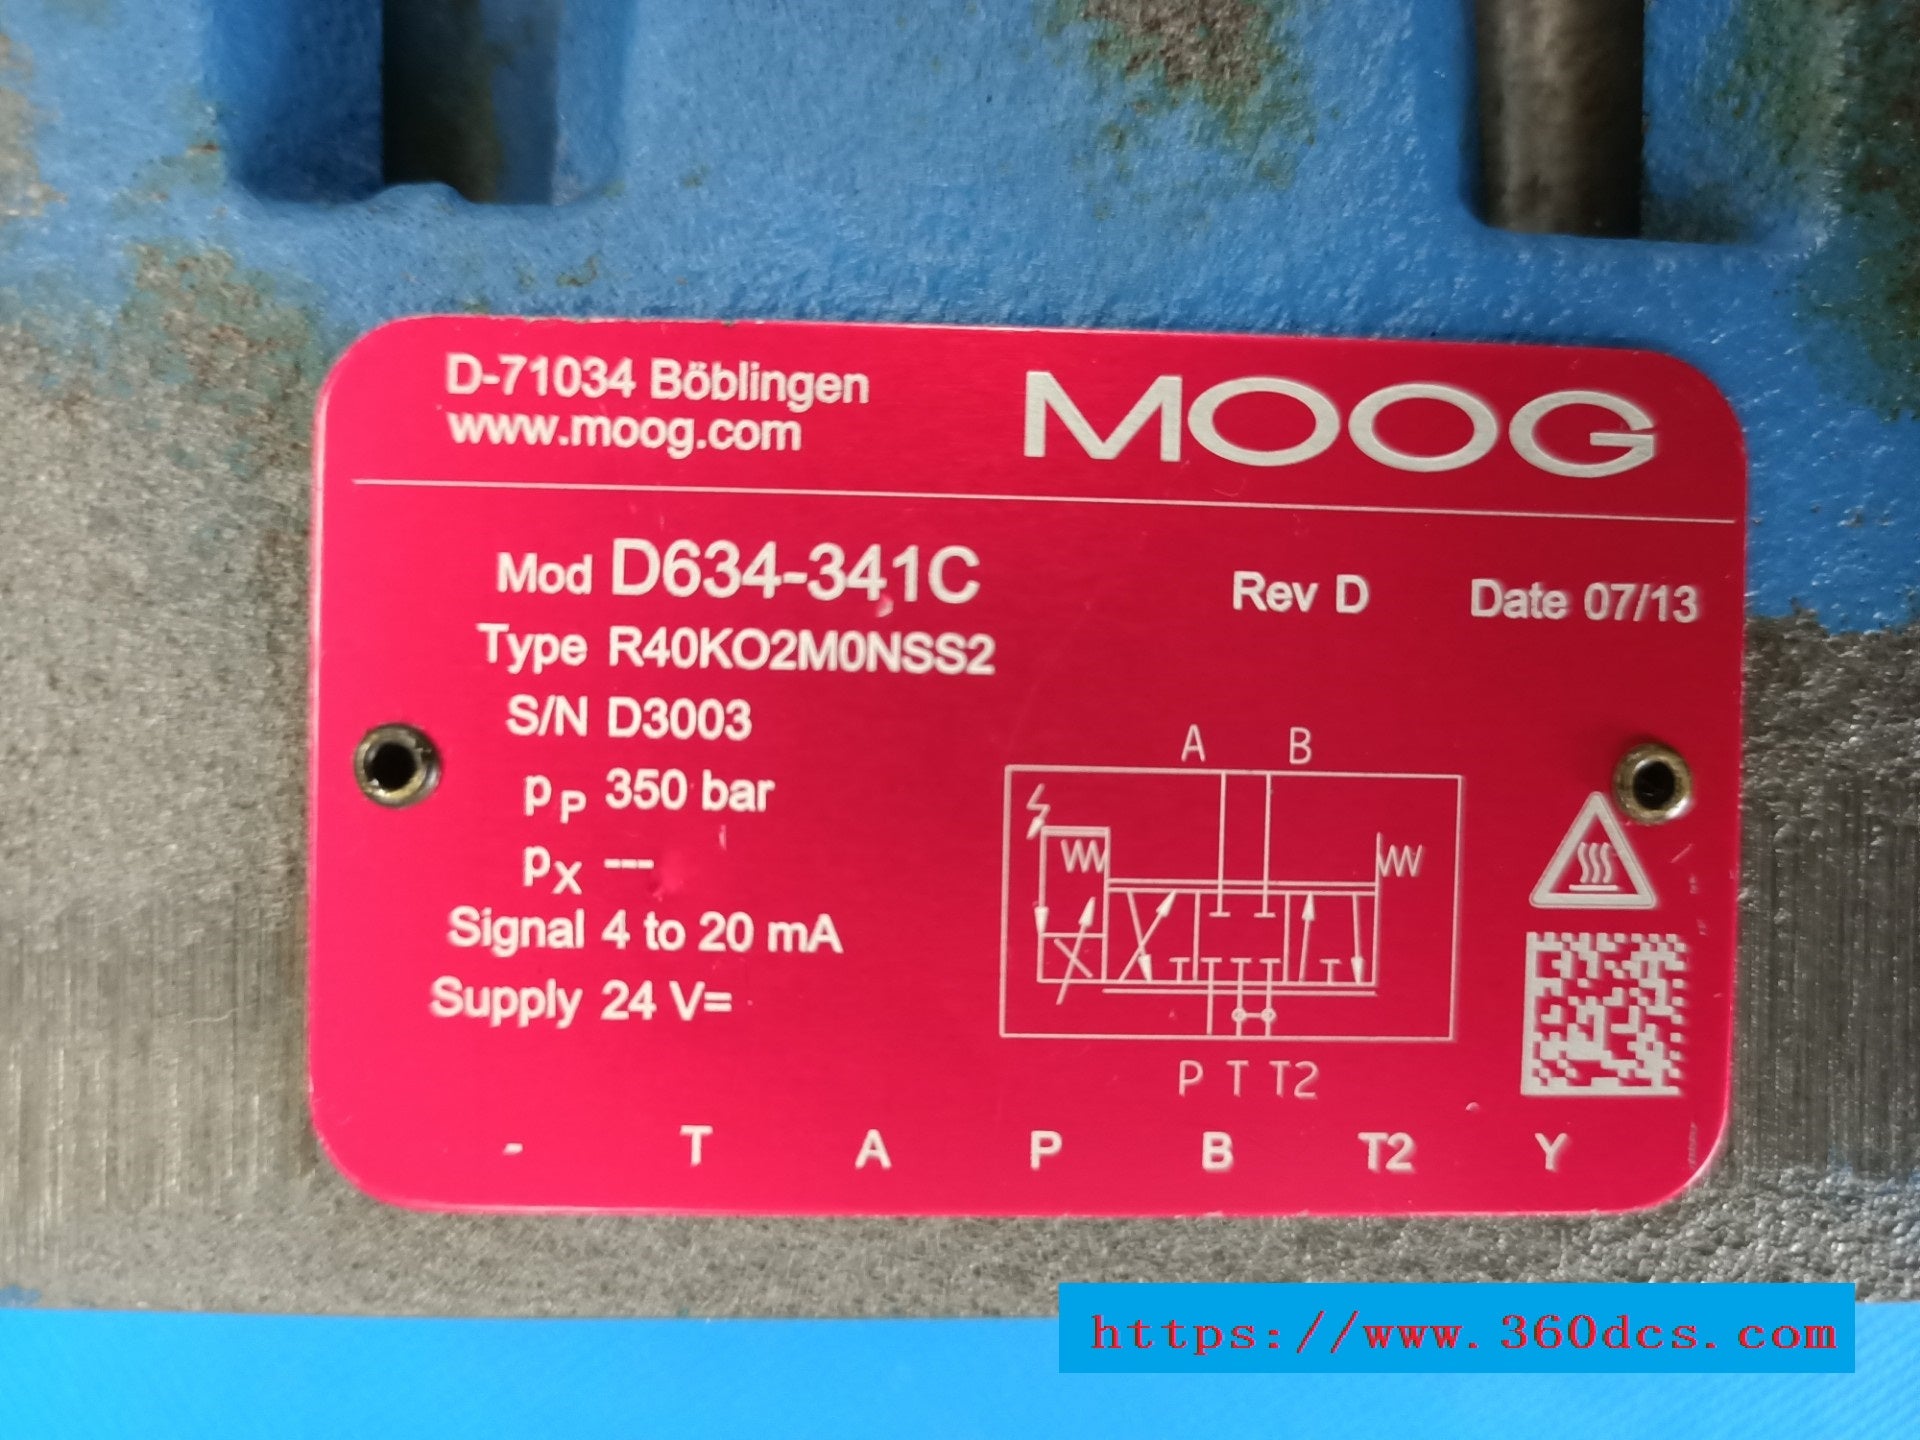 D-71034 Böblingen
www.moog.com
MOOG
Mod D634-341C
Rev D
Date 07/13
Type R40KO2M0NSS2
S/N D3003
pP 350 bar
pX ---
Signal 4 to 20 mA
Supply 24 V=
A B
P T T2
- T A P B T2 Y
https://www.360dcs.com